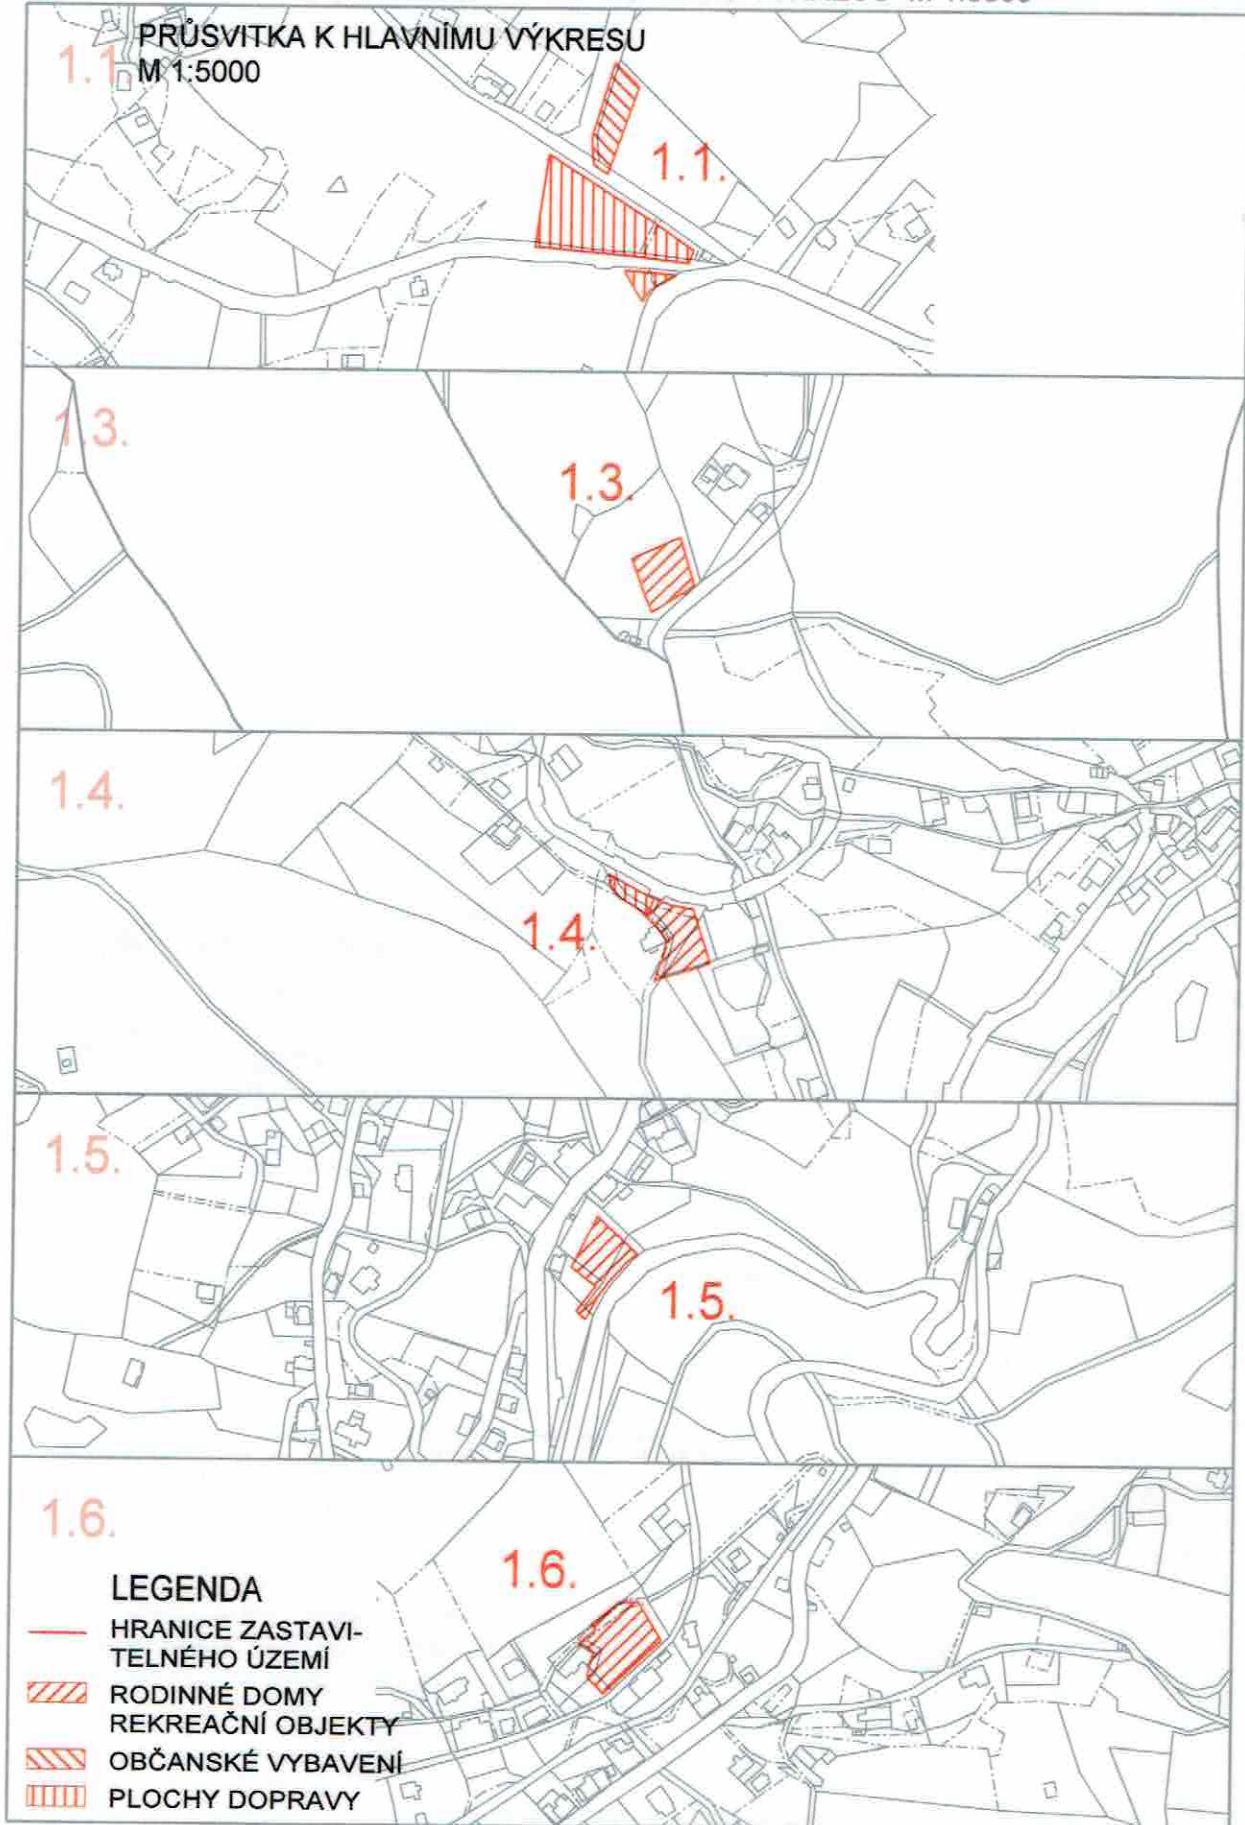 PRŮSVITKA K HLAVNÍMU VÝKRESU
M 1:5000
1.1.
1.1.
1.3.
1.3.
1.4.
1.4.
1.5.
1.5.
1.6.
1.6.
LEGENDA
HRANICE ZASTAVI-
TELNÉHO ÚZEMÍ
RODINNÉ DOMY
REKREAČNÍ OBJEKTY
OBČANSKÉ VYBAVENÍ
PLOCHY DOPRAVY